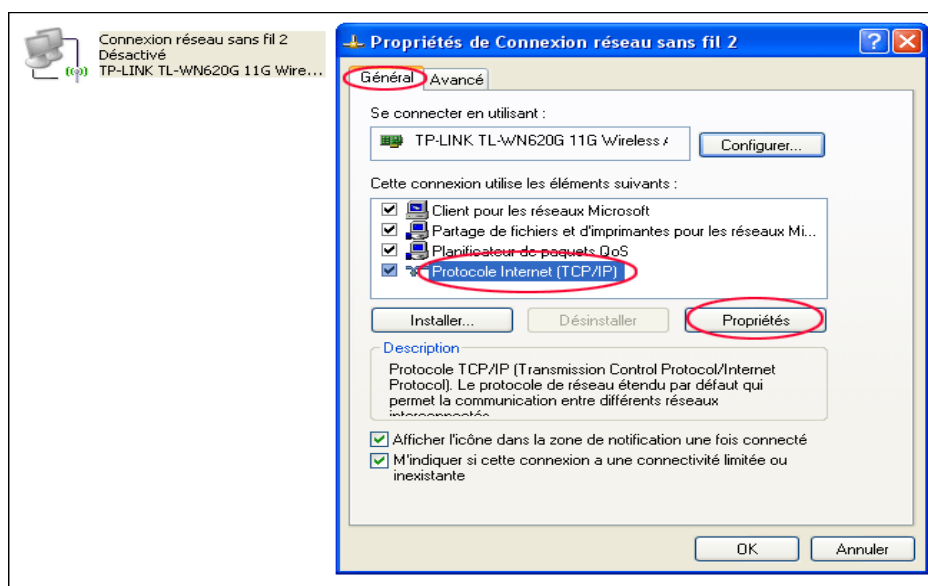 Connexion réseau sans fil 2
Désactivé
TP-LINK TL-WN620G 11G Wire...
Propriétés de Connexion réseau sans fil 2
Général
Avancé
Se connecter en utilisant :
TP-LINK TL-WN620G 11G Wireless
Configurer...
Cette connexion utilise les éléments suivants :
Client pour les réseaux Microsoft
Partage de fichiers et d'imprimantes pour les réseaux Mi...
Planificateur de paquets QoS
Protocole Internet (TCP/IP)
Installer...
Désinstaller
Propriétés
Description
Protocole TCP/IP (Transmission Control Protocol/Internet
Protocol). Le protocole de réseau étendu par défaut qui
permet la communication entre différents réseaux
interconnectés
Afficher l'icône dans la zone de notification une fois connecté
M'indiquer si cette connexion a une connectivité limitée ou
inexistante
OK
Annuler